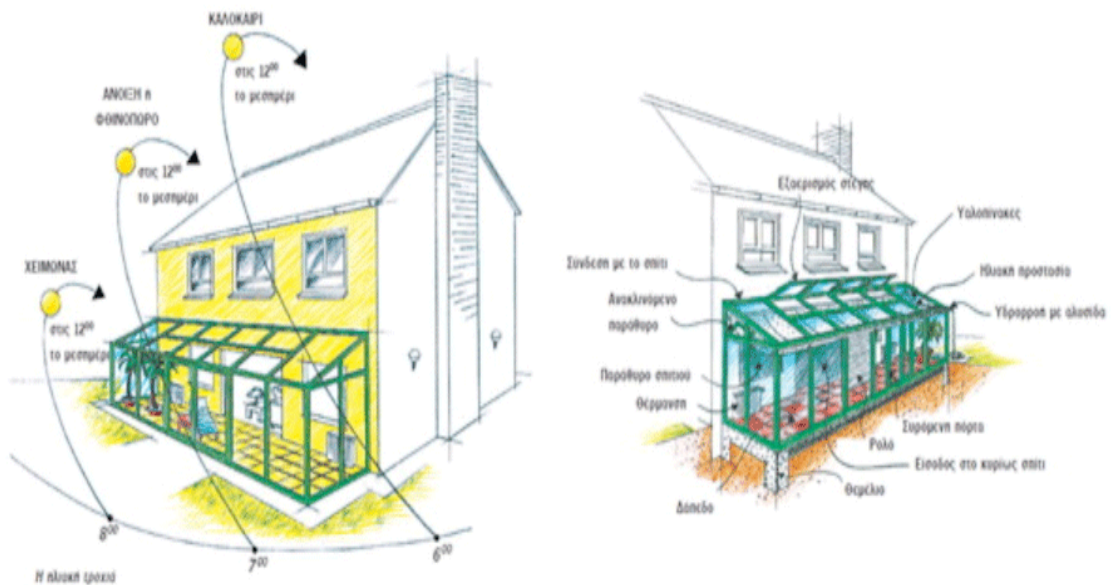 ΚΑΛΟΚΑΙΡΙ
στις 12⁰⁰
το μεσημέρι
ΑΝΟΙΞΗ η
ΦΘΙΝΟΠΩΡΟ
στις 12⁰⁰
το μεσημέρι
ΧΕΙΜΩΝΑΣ
στις 12⁰⁰
το μεσημέρι
8⁰⁰
7⁰⁰
6⁰⁰
Η ηλιακή τροχιά
Εξαερισμός στέγης
Υαλοπίνακες
Σύνδεση με το σπίτι
Ηλιακή προστασία
Ανακλινόμενο
παράθυρο
Υδρορροή με αλυσίδα
Παράθυρο σπιτιού
Θέρμανση
Συρόμενη πόρτα
Ρολό
Είσοδος στο κυρίως σπίτι
Θεμέλιο
Δάπεδο